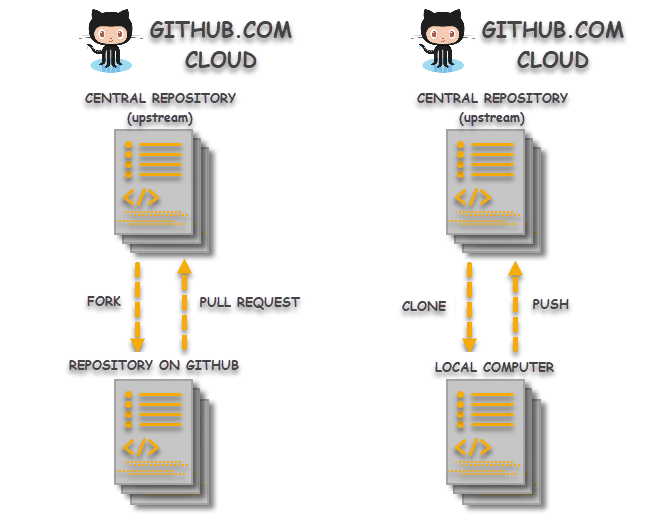 GITHUB.COM
CLOUD
CENTRAL REPOSITORY
(upstream)
</>
FORK
PULL REQUEST
REPOSITORY ON GITHUB
</>
GITHUB.COM
CLOUD
CENTRAL REPOSITORY
(upstream)
</>
CLONE
PUSH
LOCAL COMPUTER
</>